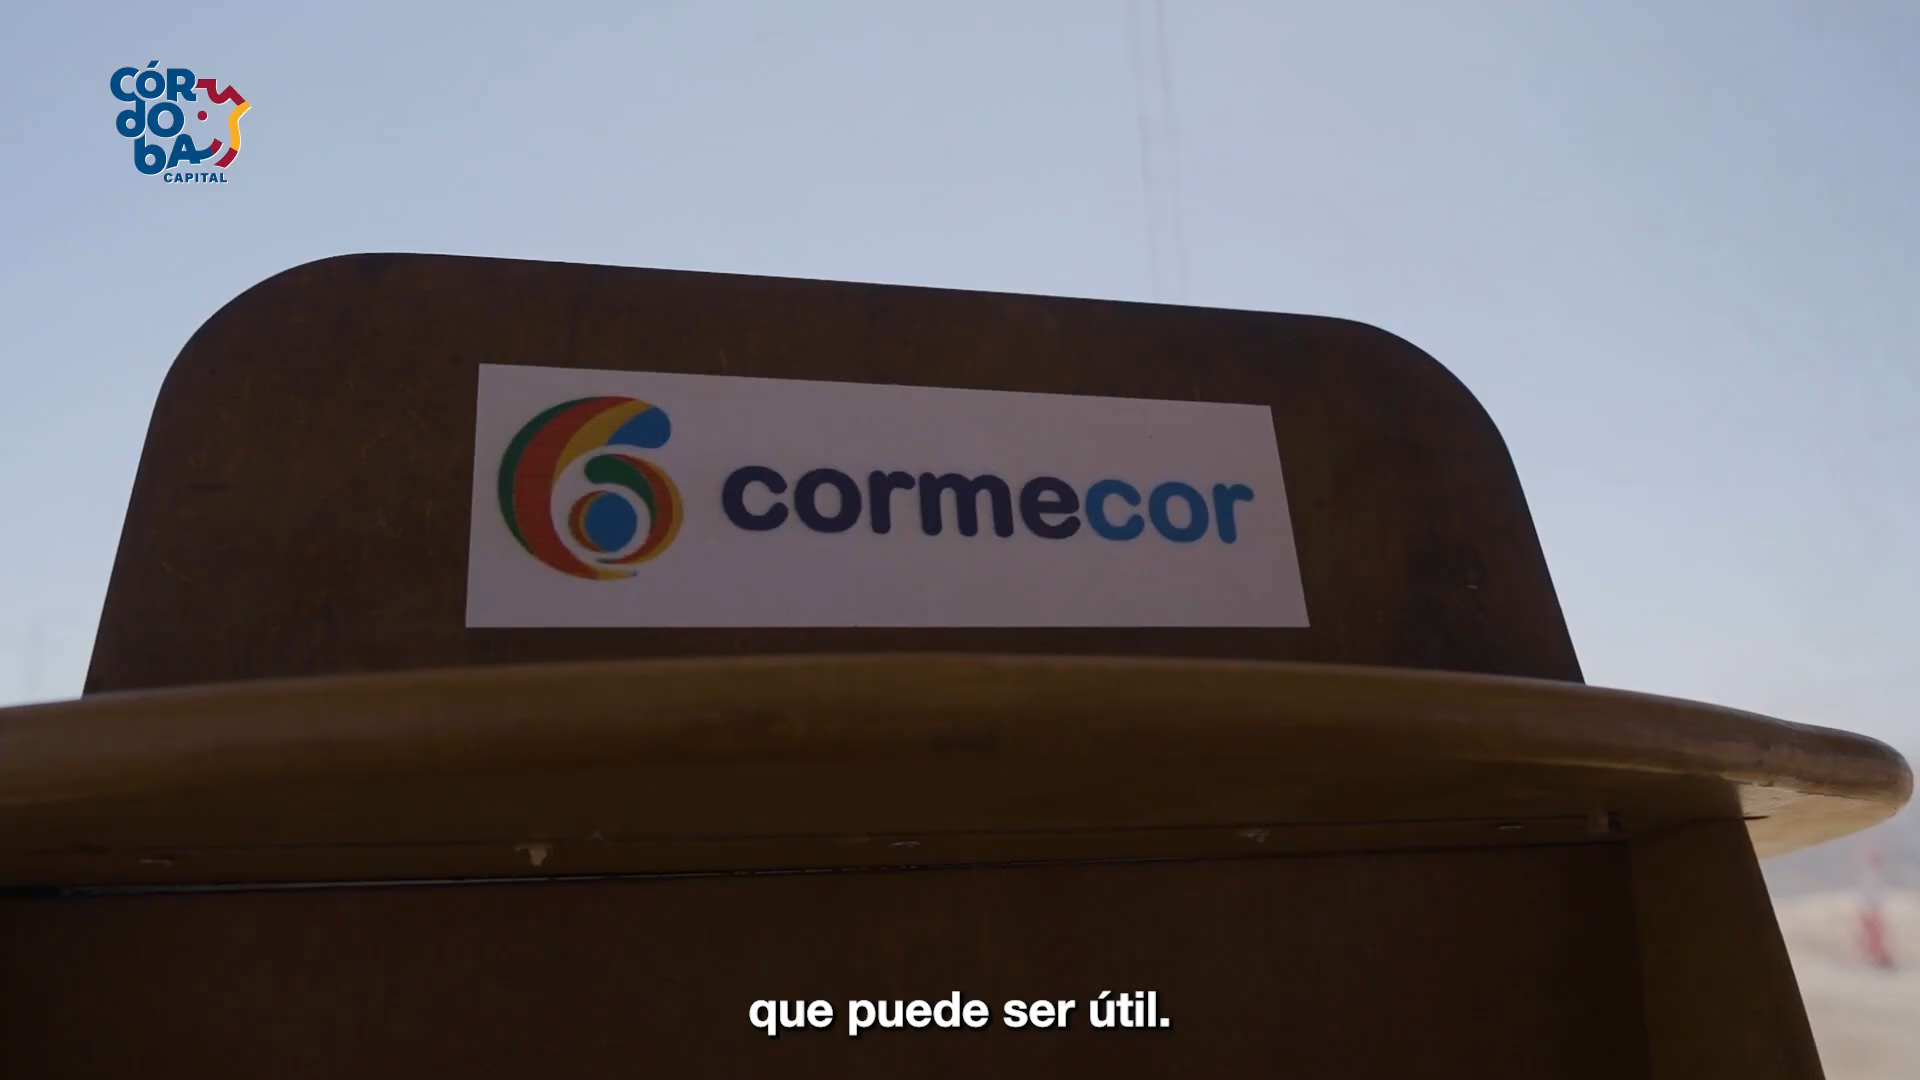 CÓR
dO
bA
CAPITAL
cormecor
que puede ser útil.